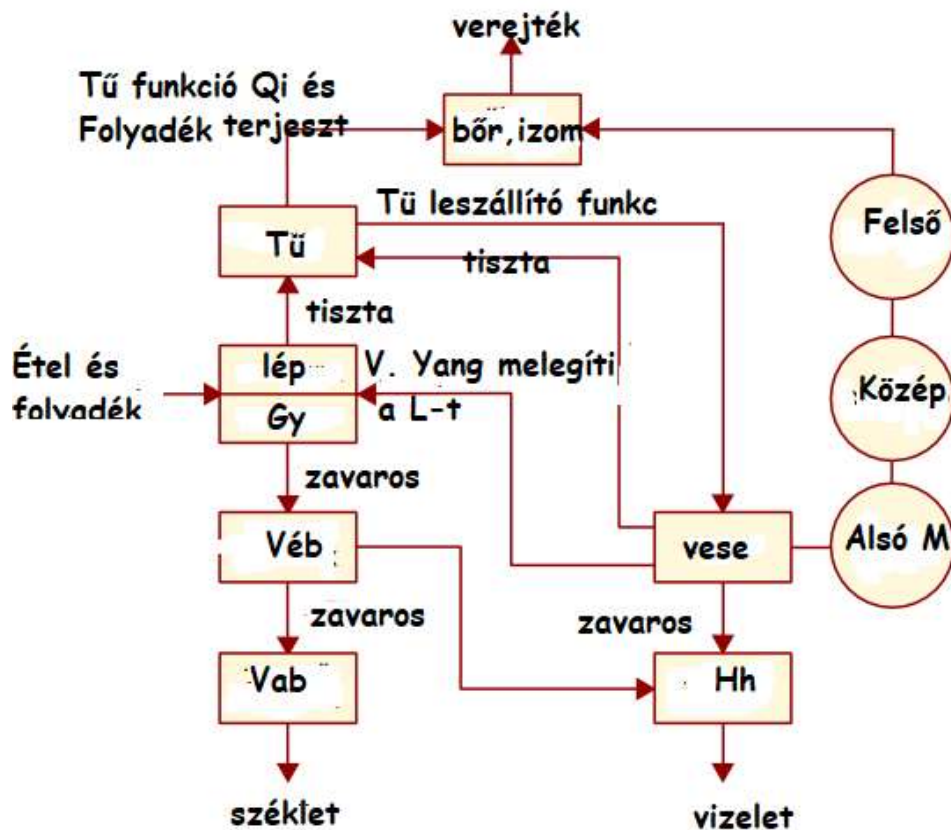 verejték
Tű funkció Qi és
Folyadék terjeszt
bőr, izom
Tü leszállító funkc
Felső
Tű
tiszta
tiszta
Étel és
folyadék
lép
V. Yang melegíti
a L-t
Gy
Közép
zavaros
Véb
vese
Alsó M
zavaros
zavaros
Vab
Hh
széklet
vizelet